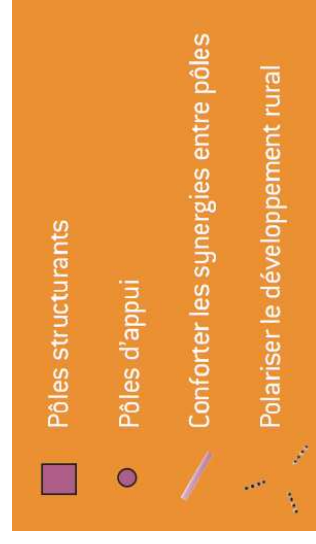 Pôles structurants
Pôles d'appui
Conforter les synergies entre pôles
Polariser le développement rural